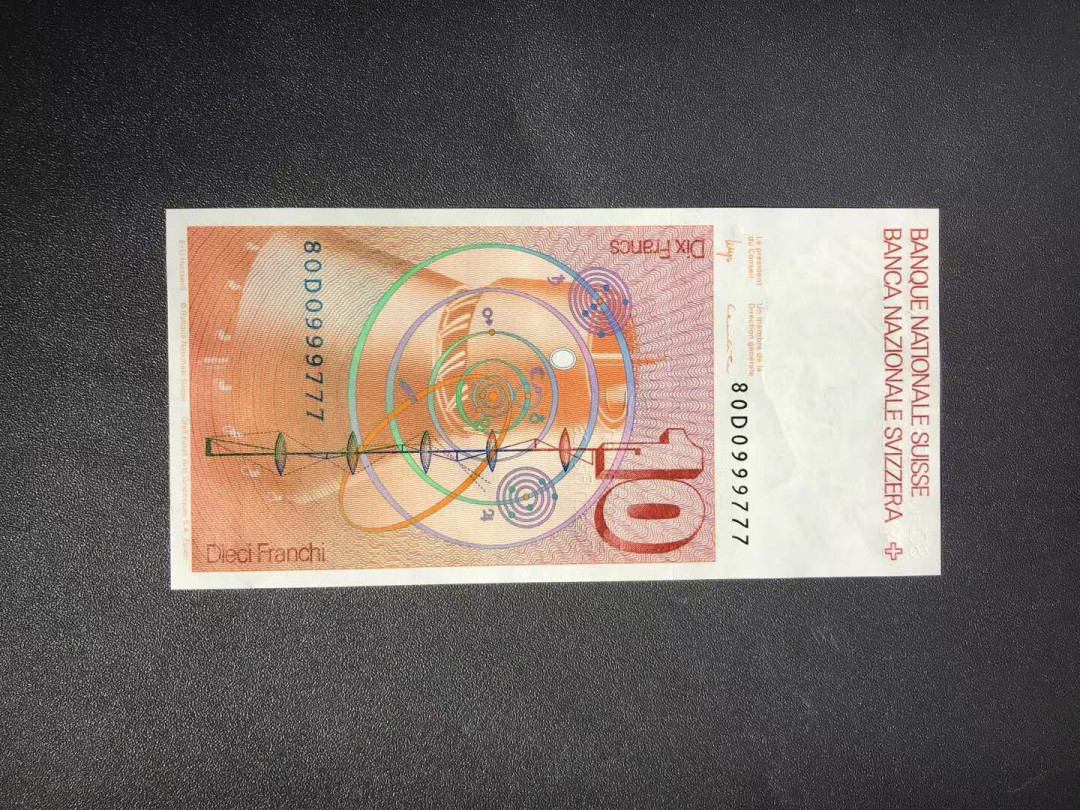 BANQUE NATIONALE SUISSE
BANCA NAZIONALE SVIZZERA
80D0999777
Le président
du Conseil
Un membre de la
Direction générale
Dix Francs
10
80D0999777
Dieci Franchi